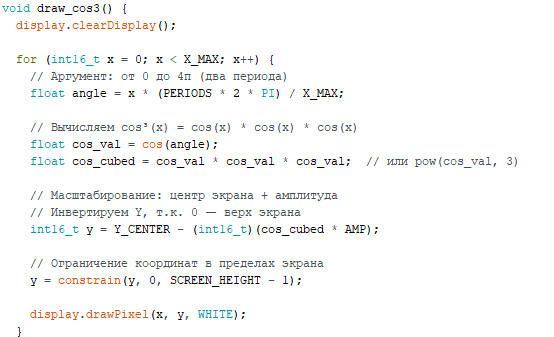 void draw_cos3() {
  display.clearDisplay();

  for (int16_t x = 0; x < X_MAX; x++) {
    // Аргумент: от 0 до 4π (два периода)
    float angle = x * (PERIODS * 2 * PI) / X_MAX;

    // Вычисляем cos³(x) = cos(x) * cos(x) * cos(x)
    float cos_val = cos(angle);
    float cos_cubed = cos_val * cos_val * cos_val;  // или pow(cos_val, 3)

    // Масштабирование: центр экрана + амплитуда
    // Инвертируем Y, т.к. 0 — верх экрана
    int16_t y = Y_CENTER - (int16_t)(cos_cubed * AMP);

    // Ограничение координат в пределах экрана
    y = constrain(y, 0, SCREEN_HEIGHT - 1);

    display.drawPixel(x, y, WHITE);
  }